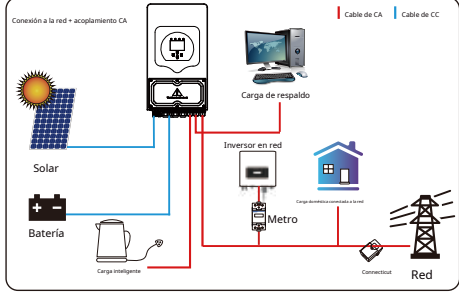 Conexión a la red + acoplamiento CA
Cable de CA
Cable de CC
Carga de respaldo
Solar
Inversor en red
Carga doméstica conectada a la red
Metro
Batería
Carga inteligente
Connecticut
Red